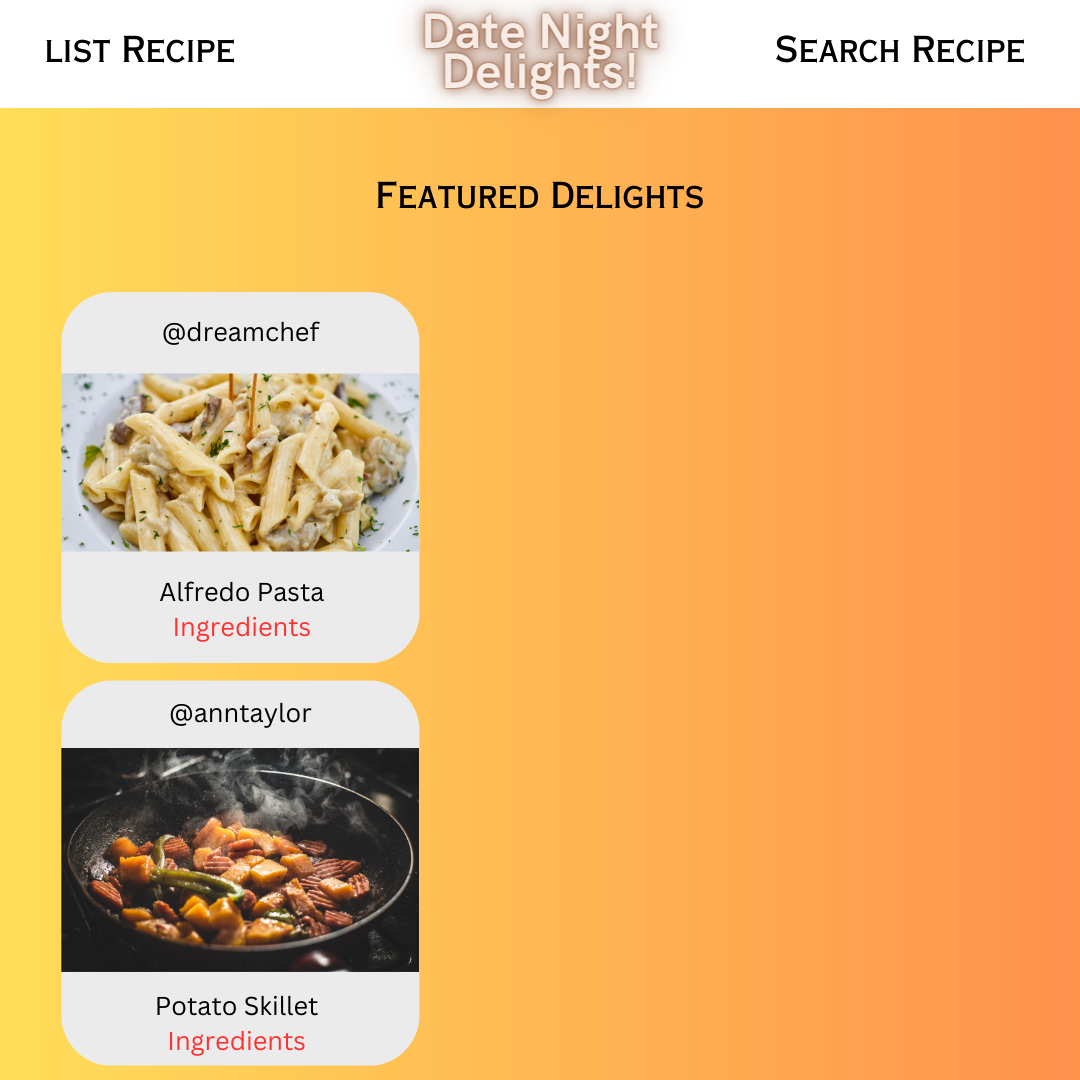 LIST RECIPE
Date Night
Delights!
SEARCH RECIPE
FEATURED DELIGHTS
@dreamchef
Alfredo Pasta
Ingredients
@anntaylor
Potato Skillet
Ingredients